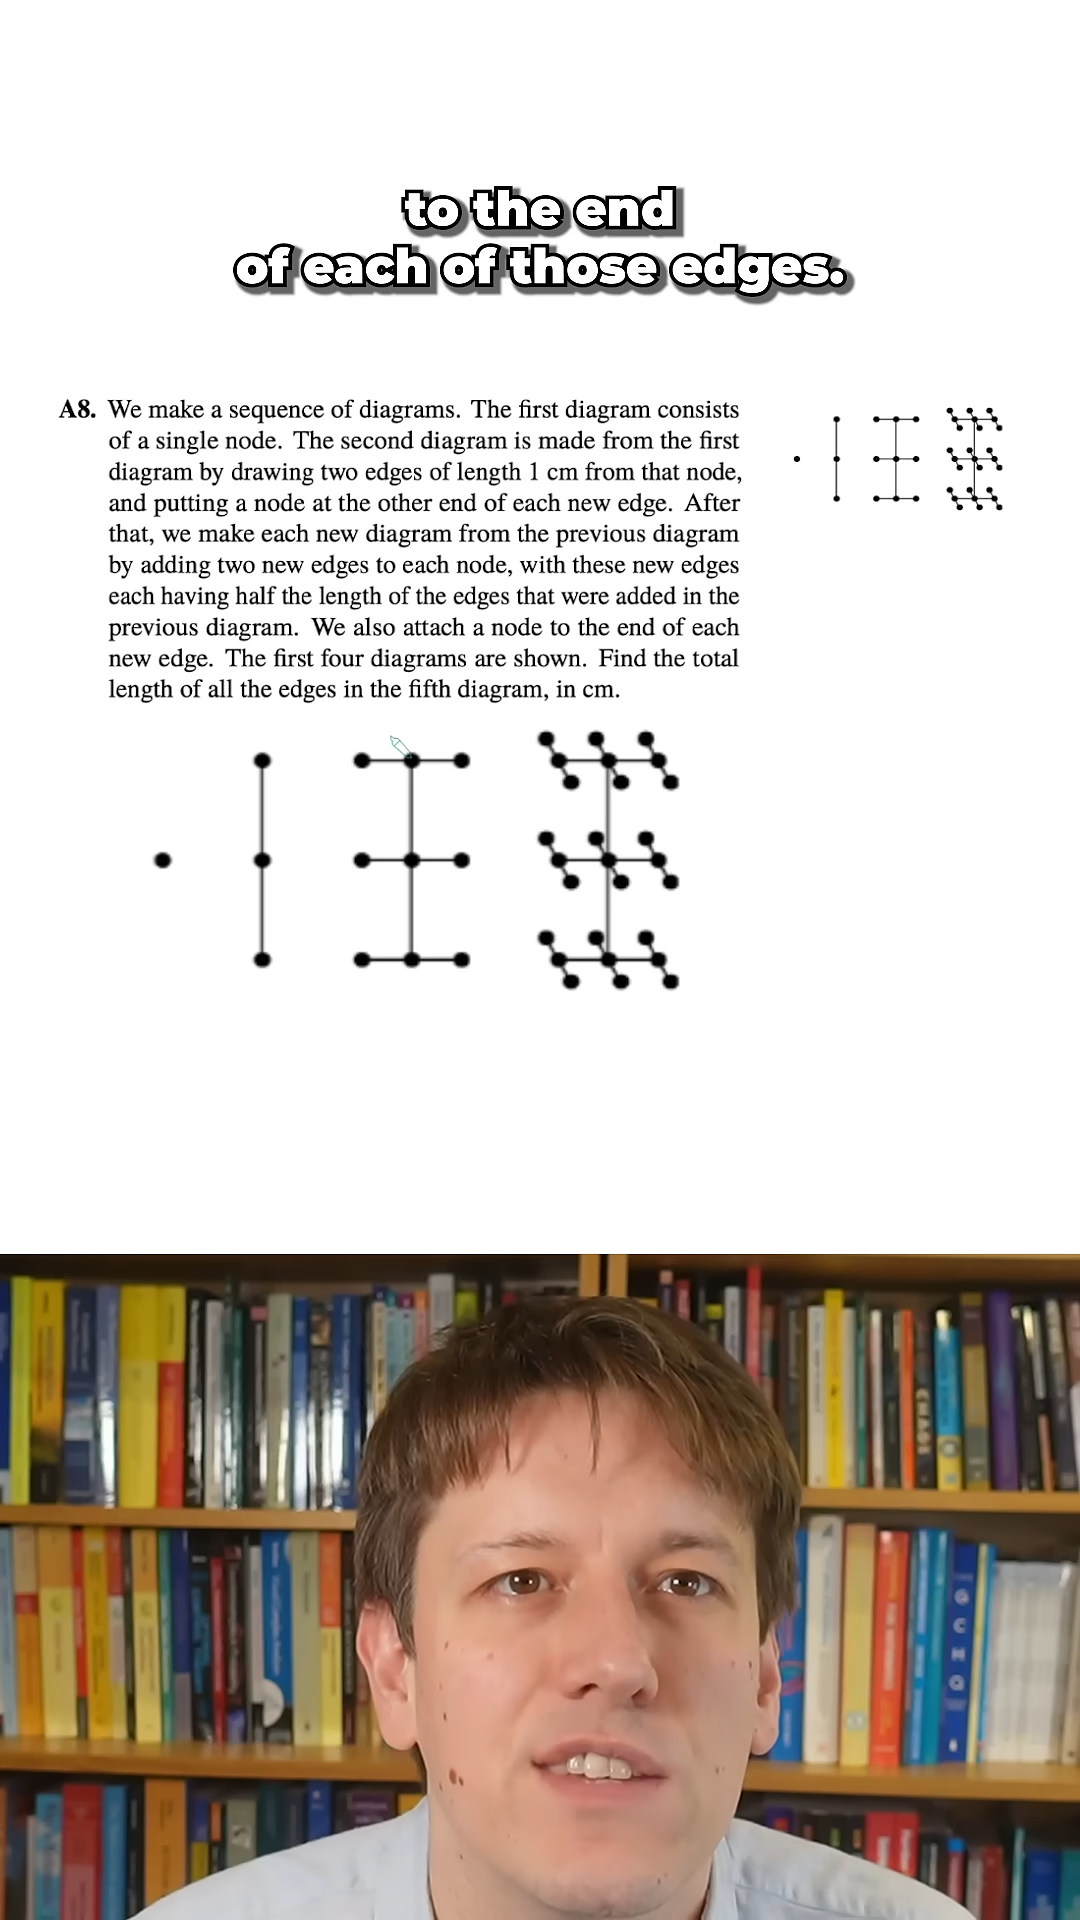 to the end
of each of those edges.
A8. We make a sequence of diagrams. The first diagram consists
of a single node. The second diagram is made from the first
diagram by drawing two edges of length 1 cm from that node,
and putting a node at the other end of each new edge. After
that, we make each new diagram from the previous diagram
by adding two new edges to each node, with these new edges
each having half the length of the edges that were added in the
previous diagram. We also attach a node to the end of each
new edge. The first four diagrams are shown. Find the total
length of all the edges in the fifth diagram, in cm.
G
C
H
Q